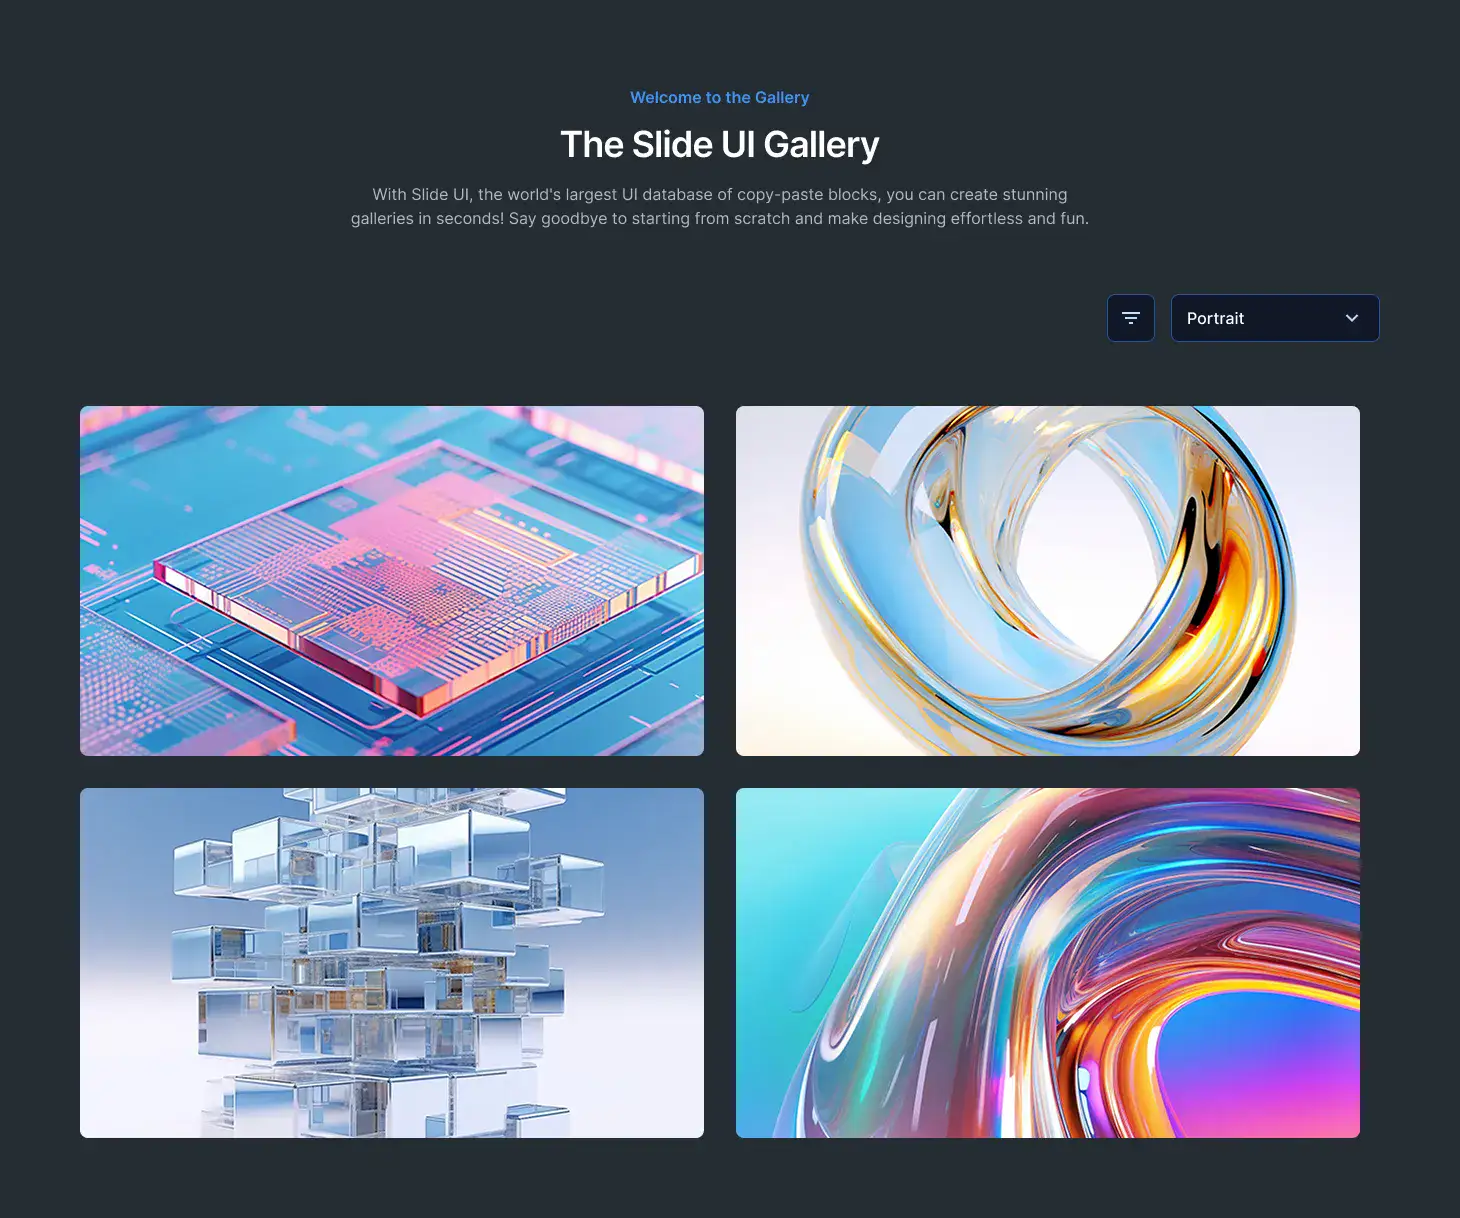 Welcome to the Gallery
The Slide UI Gallery
With Slide UI, the world's largest UI database of copy-paste blocks, you can create stunning
galleries in seconds! Say goodbye to starting from scratch and make designing effortless and fun.
Portrait